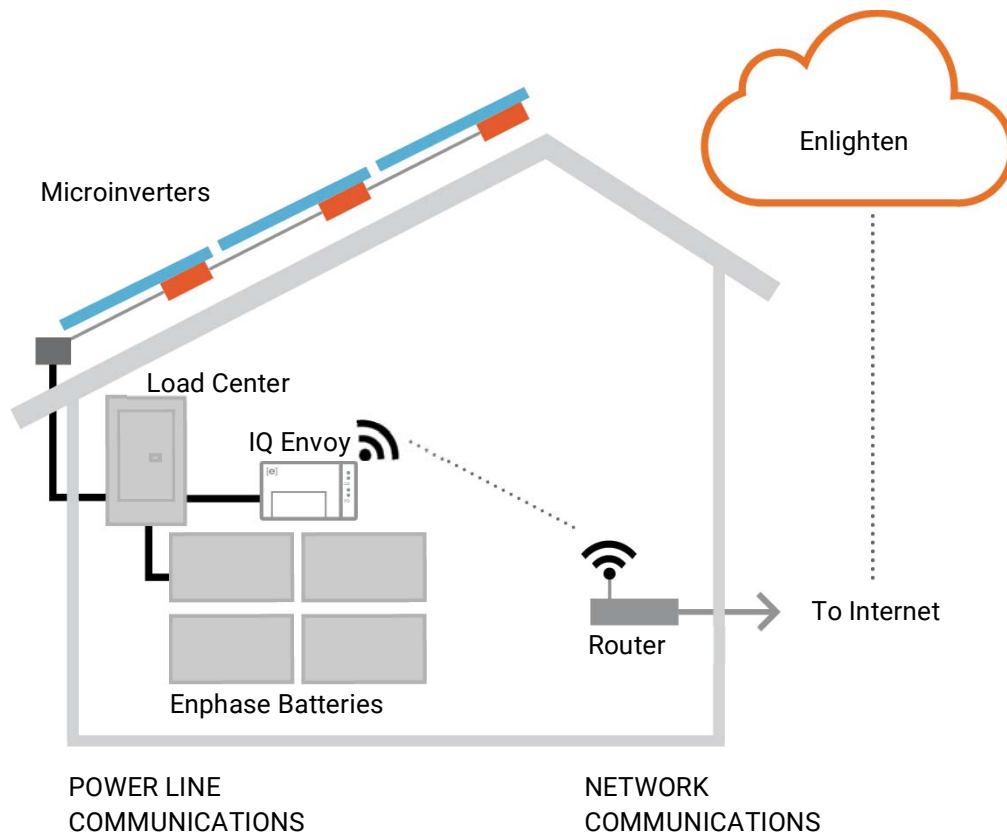 Enlighten
Microinverters
Load Center
IQ Envoy
[e]
To Internet
Router
Enphase Batteries
POWER LINE
COMMUNICATIONS
NETWORK
COMMUNICATIONS